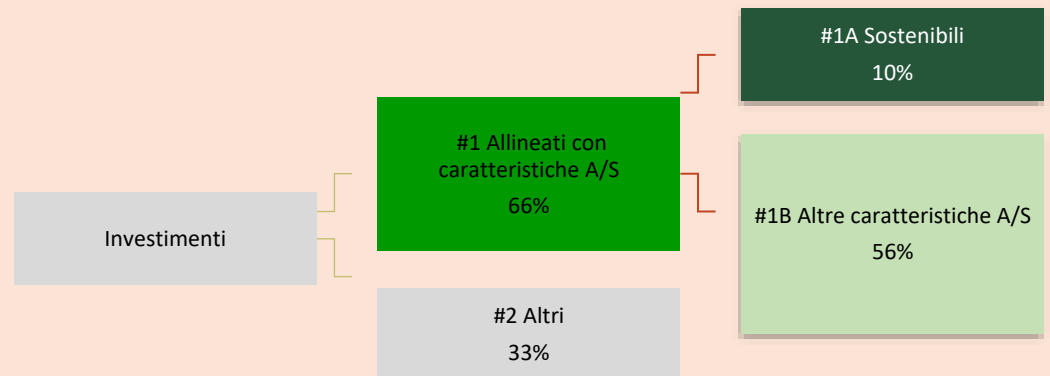 Investimenti
#1 Allineati con
caratteristiche A/S
66%
#2 Altri
33%
#1A Sostenibili
10%
#1B Altre caratteristiche A/S
56%